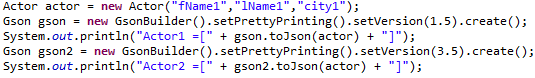 Actor actor = new Actor("fName1","lName1","city1");
Gson gson = new GsonBuilder().setPrettyPrinting().setVersion(1.5).create();
System.out.println("Actor1 =[" + gson.toJson(actor) + "]");
Gson gson2 = new GsonBuilder().setPrettyPrinting().setVersion(3.5).create();
System.out.println("Actor2 =[" + gson2.toJson(actor) + "]");